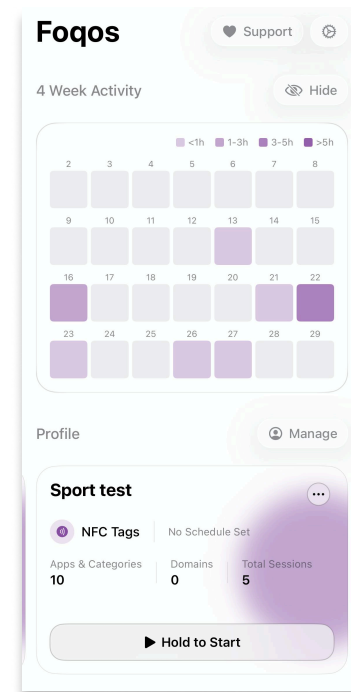 Foqos
Support
4 Week Activity
Hide
<1h 1-3h 3-5h >5h
2 3 4 5 6 7 8
9 10 11 12 13 14 15
16 17 18 19 20 21 22
23 24 25 26 27 28 29
Profile
Manage
Sport test
NFC Tags
No Schedule Set
Apps & Categories Domains Total Sessions
10 0 5
Hold to Start